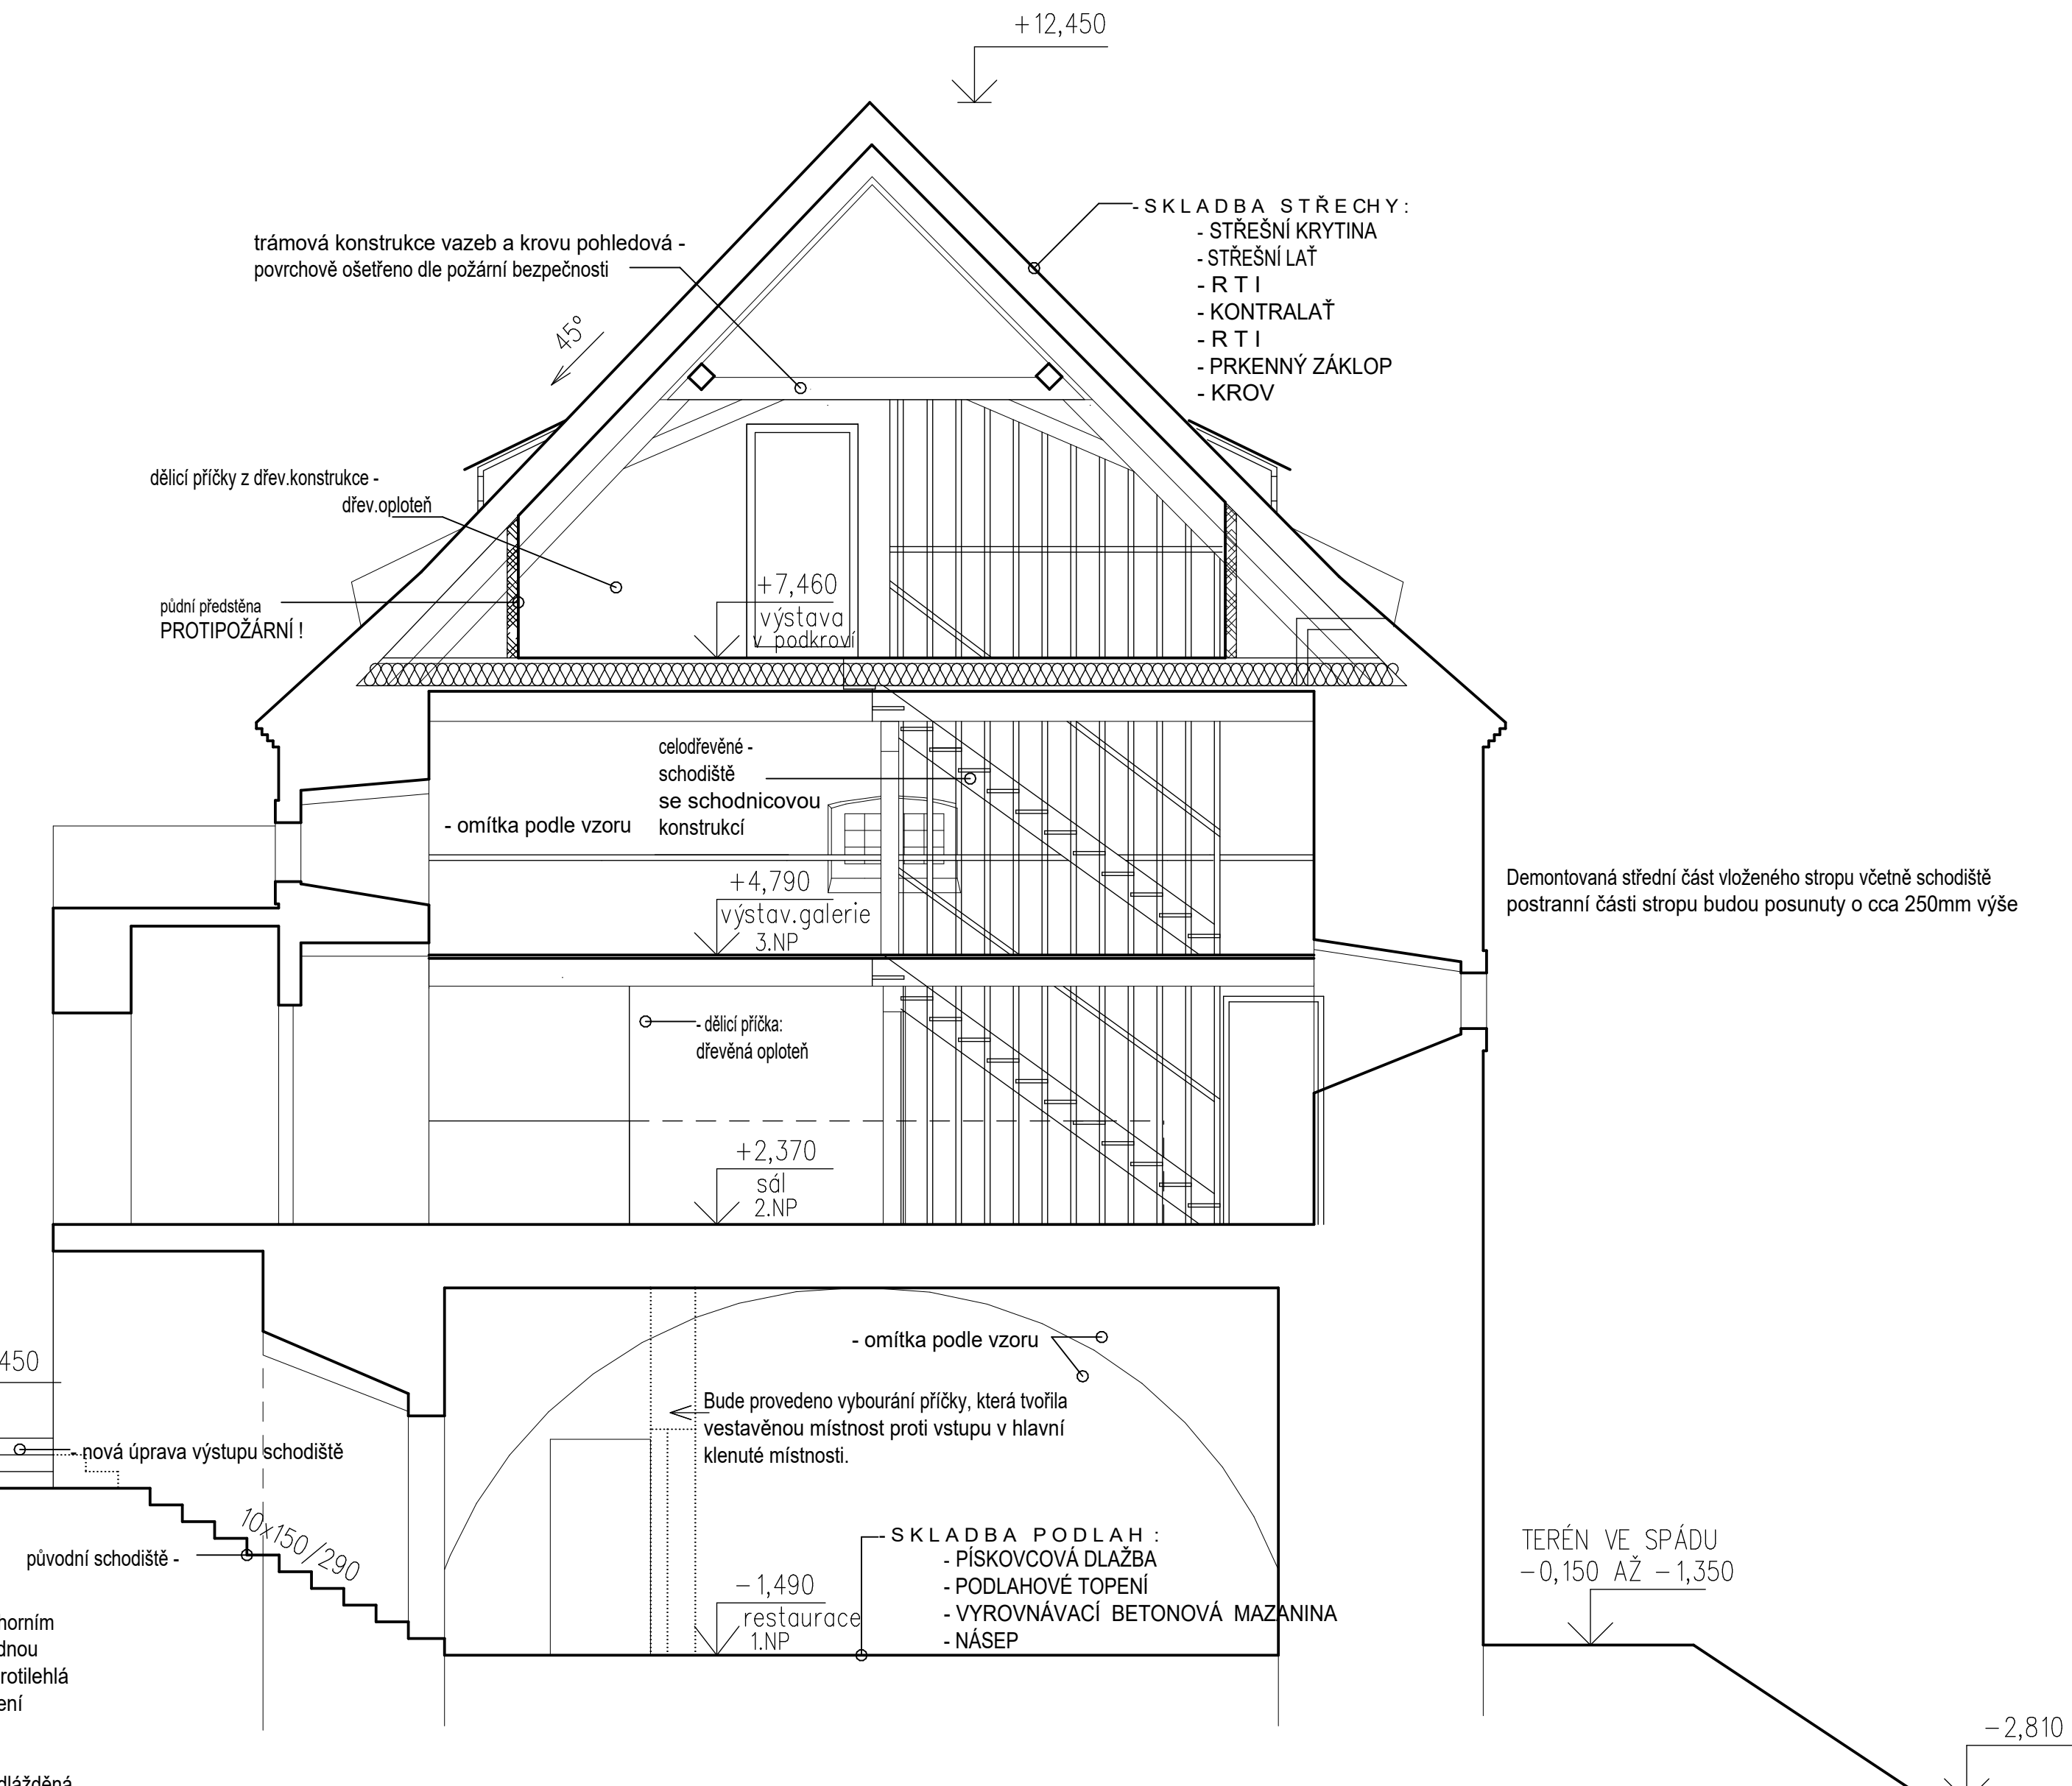 +12,450
- S K L A D B A   S T Ř E CH Y :
- STŘEŠNÍ KRYTINA
- STŘEŠNÍ LAŤ
- R T I
- KONTRALAŤ
- R T I
- PRKENNÝ ZÁKLOP
- KROV
trámová konstrukce vazeb a krovu pohledová -
povrchově ošetřeno dle požární bezpečnosti
45°
dělicí příčky z dřev.konstrukce -
dřev.oploteň
půdní předstěna
PROTIPOŽÁRNÍ !
+7,460
výstava
v podkroví
celodřevěné -
schodiště
se schodnicovou
konstrukcí
- omítka podle vzoru
+4,790
výstav.galerie
3.NP
Demontovaná střední část vloženého stropu včetně schodiště
postranní části stropu budou posunuty o cca 250mm výše
- dělicí příčka:
dřevěná oploteň
+2,370
sál
2.NP
450
- omítka podle vzoru
Bude provedeno vybourání příčky, která tvořila
vestavěnou místnost proti vstupu v hlavní
klenuté místnosti.
- nová úprava výstupu schodiště
10x150/290
původní schodiště -
- S K L A D B A   P O D L A H :
- PÍSKOVCOVÁ DLAŽBA
- PODLAHOVÉ TOPENÍ
- VYROVNÁVACÍ BETONOVÁ MAZANINA
- NÁSEP
-1,490
restaurace
1.NP
TERÉN VE SPÁDU
-0,150 AŽ -1,350
horním
dnou
rotilehlá
ení
-2,810
dlážděná